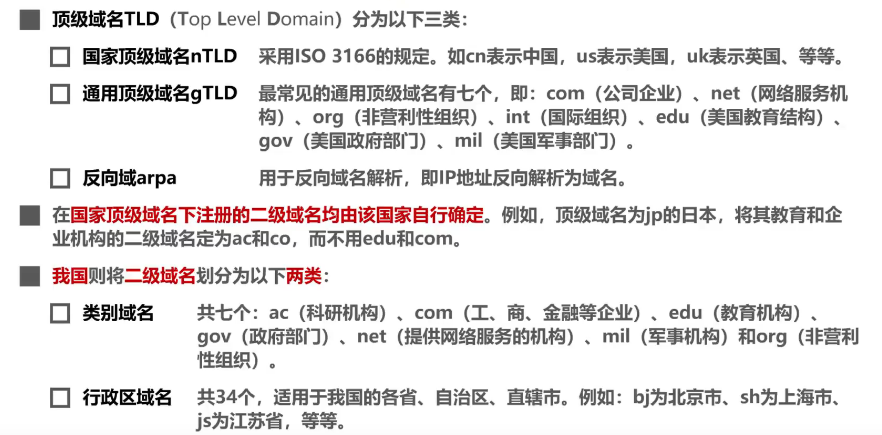 顶级域名TLD（Top Level Domain）分为以下三类：
国家顶级域名nTLD 采用ISO 3166的规定。如cn表示中国，us表示美国，uk表示英国、等等。
通用顶级域名gTLD 最常见的通用顶级域名有七个，即：com（公司企业）、net（网络服务机
构）、org（非营利性组织）、int（国际组织）、edu（美国教育结构）、
gov（美国政府部门）、mil（美国军事部门）。
反向域arpa 用于反向域名解析，即IP地址反向解析为域名。
在国家顶级域名下注册的二级域名均由该国家自行确定。例如，顶级域名为jp的日本，将其教育和企
业机构的二级域名定为ac和co，而不用edu和com。
我国则将二级域名划分为以下两类：
类别域名 共七个：ac（科研机构）、com（工、商、金融等企业）、edu（教育机构）、
gov（政府部门）、net（提供网络服务的机构）、mil（军事机构）和org（非营利
性组织）。
行政区域名 共34个，适用于我国的各省、自治区、直辖市。例如：bj为北京市、sh为上海市、
js为江苏省，等等。